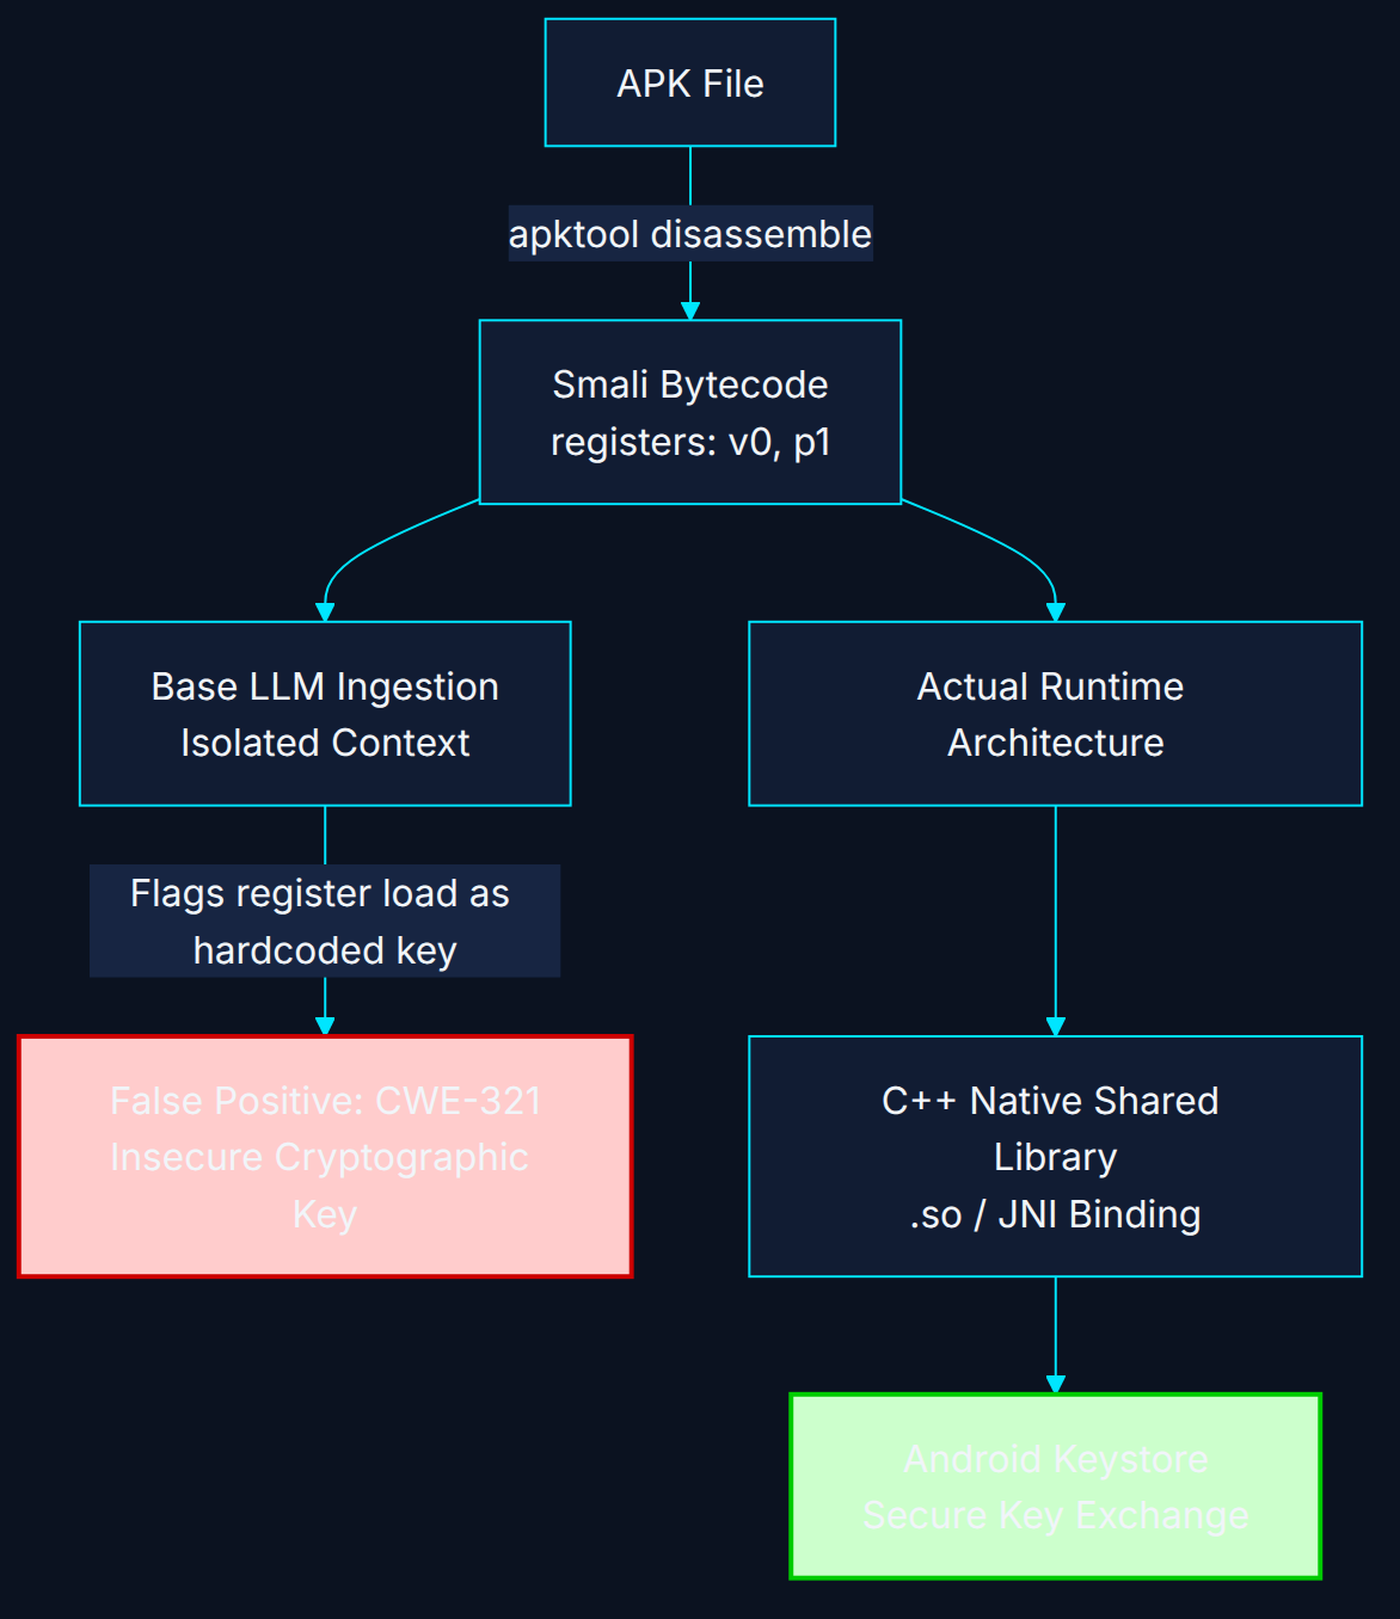 APK File
apktool disassemble
Smali Bytecode
registers: v0, p1
Base LLM Ingestion
Isolated Context
Actual Runtime
Architecture
Flags register load as
hardcoded key
False Positive: CWE-321
Insecure Cryptographic
Key
C++ Native Shared
Library
.so / JNI Binding
Android Keystore
Secure Key Exchange